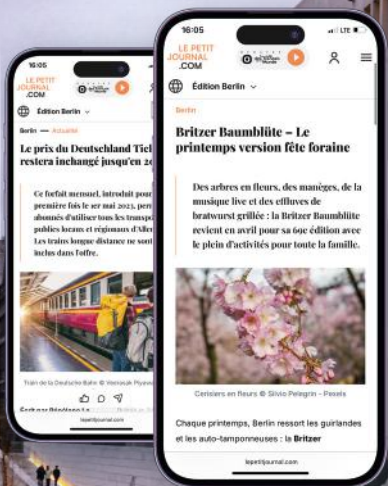 16:05
LE PETIT
JOURNAL
.COM
Édition Berlin
Berlin — Actualité
Le prix du Deutschland Tick
restera inchangé jusqu'en 20
Ce forfait mensuel, introduit pour
première fois le 1er mai 2023, perm
abonnés d'utiliser tous les transpo
publics locaux et régionaux d'Allem
Les trains longue distance ne sont
inclus dans l'offre.
Train de la Deutsche Bahn ©
lepetitjournal.com
16:05
LTE
LE PETIT
JOURNAL
.COM
Édition Berlin
Berlin
Britzer Baumblüte – Le
printemps version fête foraine
Des arbres en fleurs, des manèges, de la
musique live et des effluves de
bratwurst grillée : la Britzer Baumblüte
revient en avril pour sa 69e édition avec
le plein d'activités pour toute la famille.
Cerisiers en fleurs © Silvio Pelegrin - Pexels
Chaque printemps, Berlin ressort les guirlandes
et les auto-tamponneuses : la Britzer
lepetitjournal.com